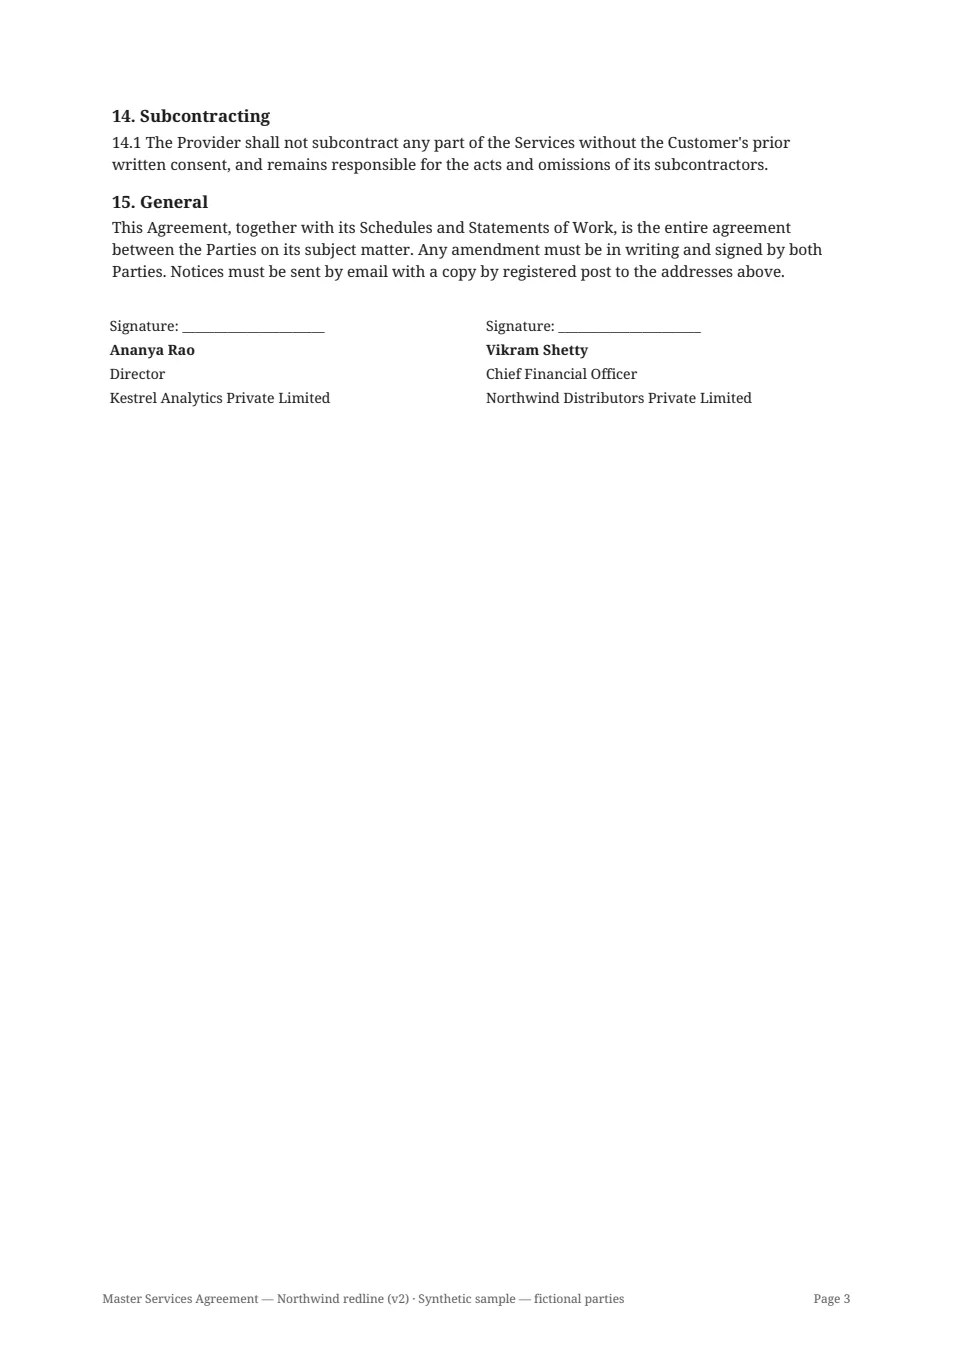 14. Subcontracting
14.1 The Provider shall not subcontract any part of the Services without the Customer's prior
written consent, and remains responsible for the acts and omissions of its subcontractors.
15. General
This Agreement, together with its Schedules and Statements of Work, is the entire agreement
between the Parties on its subject matter. Any amendment must be in writing and signed by both
Parties. Notices must be sent by email with a copy by registered post to the addresses above.
Signature: ____________________
Ananya Rao
Director
Kestrel Analytics Private Limited
Signature: ____________________
Vikram Shetty
Chief Financial Officer
Northwind Distributors Private Limited
Master Services Agreement — Northwind redline (v2) · Synthetic sample — fictional parties
Page 3